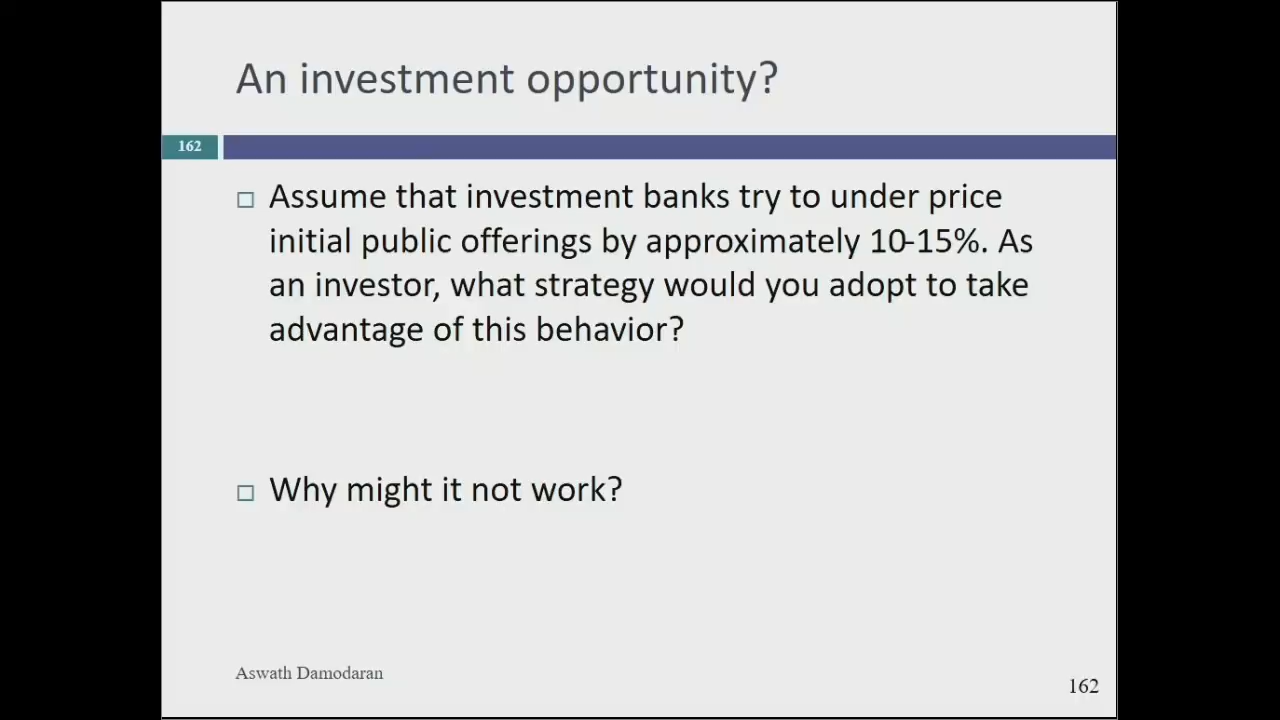 An investment opportunity?
162
Assume that investment banks try to under price
initial public offerings by approximately 10-15%. As
an investor, what strategy would you adopt to take
advantage of this behavior?
Why might it not work?
Aswath Damodaran
162